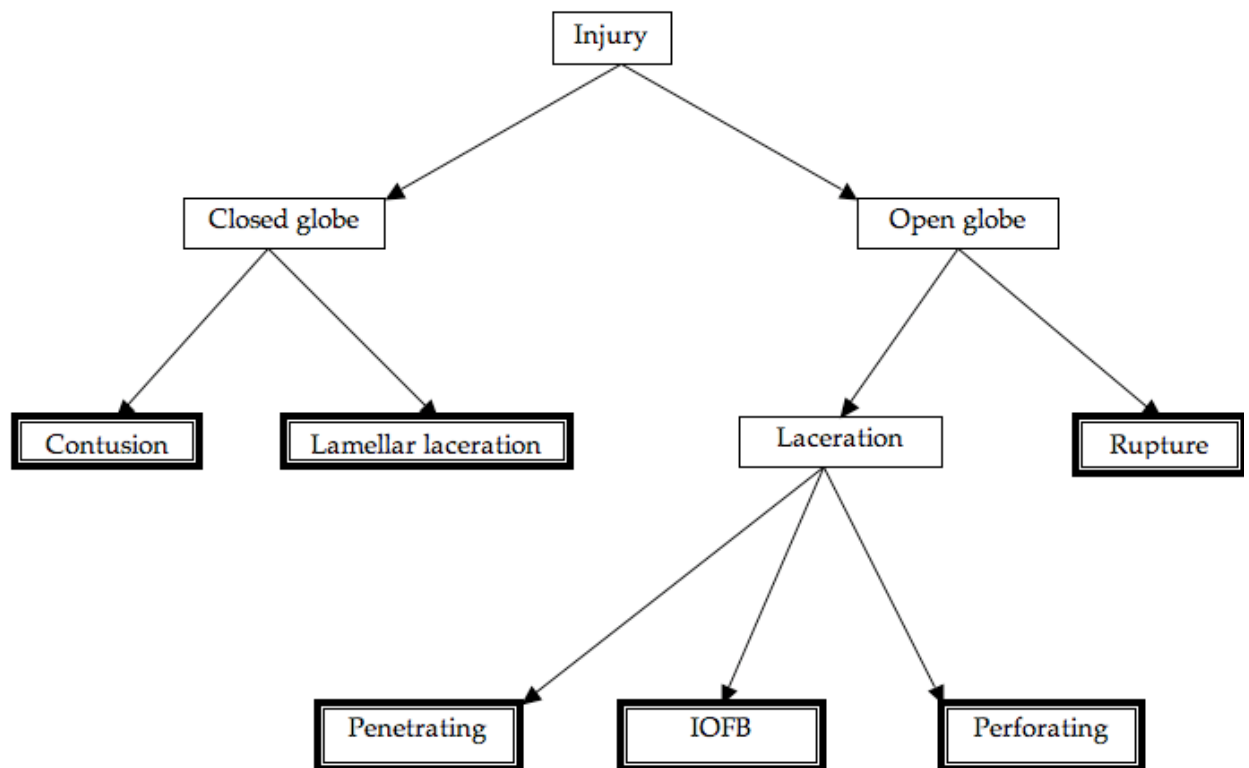 Injury
Closed globe
Open globe
Contusion
Lamellar laceration
Laceration
Rupture
Penetrating
IOFB
Perforating